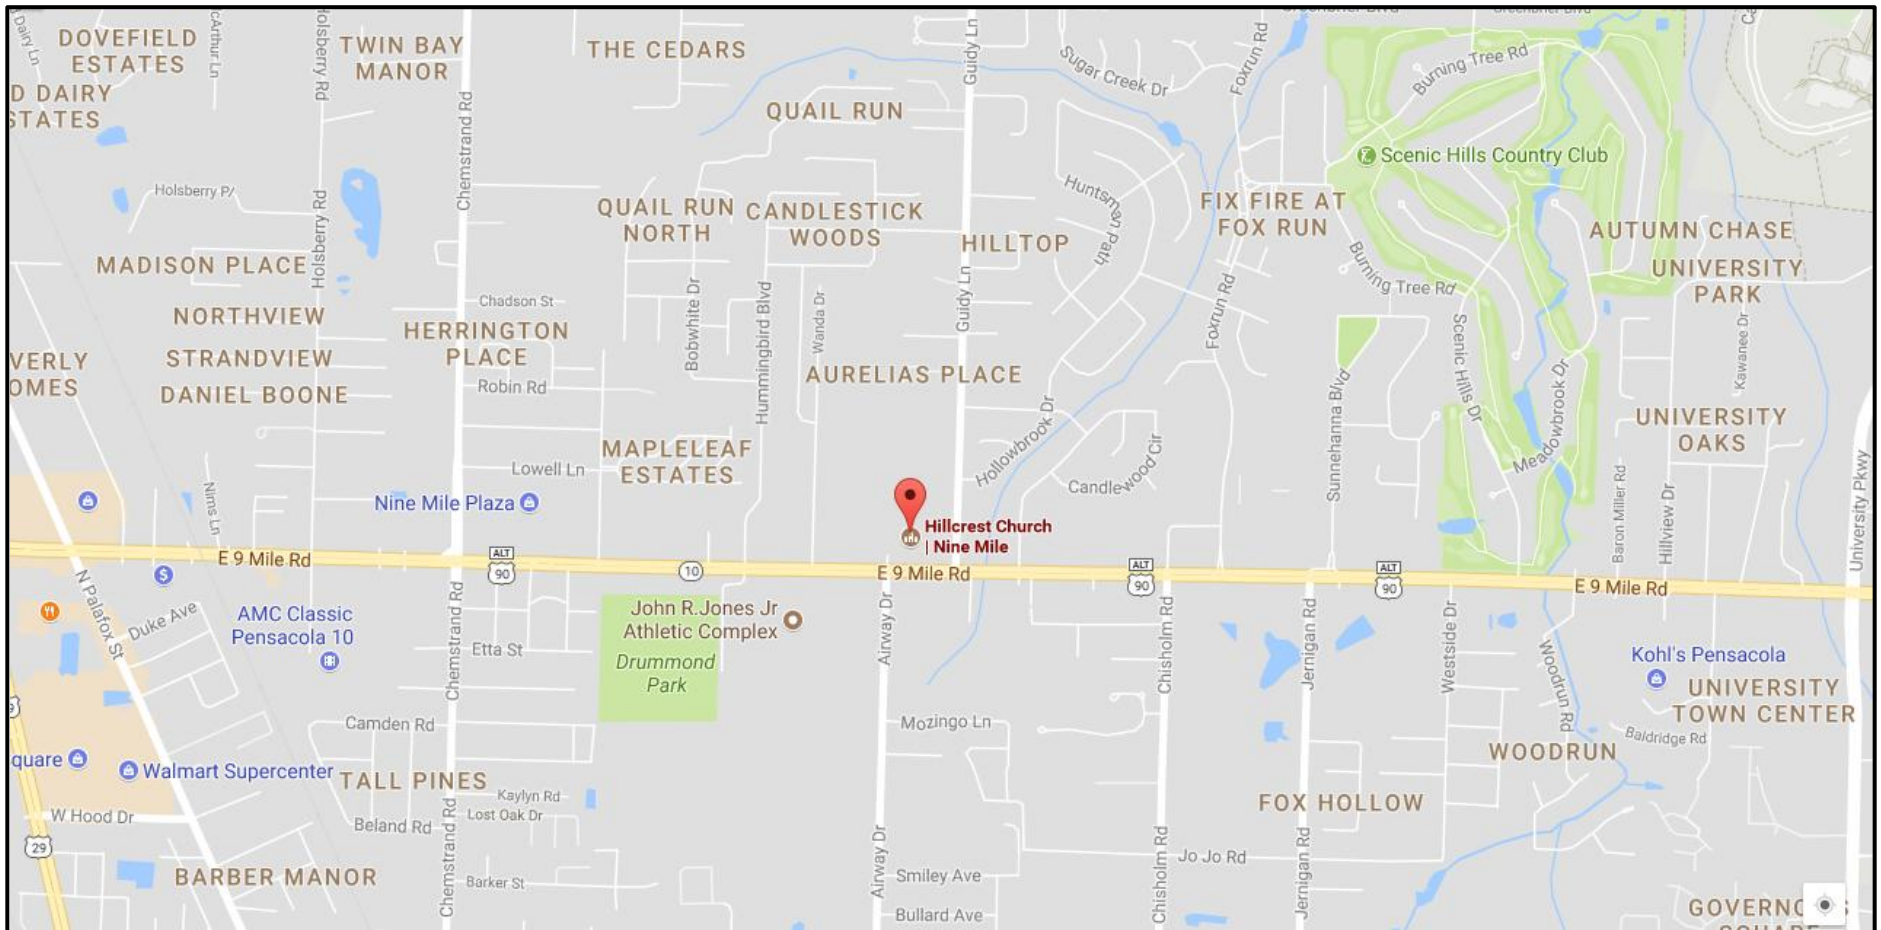 Dairy Ln
DOVEFIELD
ESTATES
cArthur Ln
Holsberry Rd
TWIN BAY
MANOR
THE CEDARS
Guidy Ln
Sugar Creek Dr
Foxrun Rd
Burning Tree Rd
D DAIRY
STATES
Chemstrand Rd
QUAIL RUN
Scenic Hills Country Club
Holsberry Pl
Holsberry Rd
QUAIL RUN
NORTH
CANDLESTICK
WOODS
HILLTOP
Huntsman Path
FIX FIRE AT
FOX RUN
AUTUMN CHASE
MADISON PLACE
UNIVERSITY
PARK
Burning Tree Rd
Chadson St
Bobwhite Dr
Hummingbird Blvd
Wanda Dr
Guidy Ln
Foxrun Rd
NORTHVIEW
HERRINGTON
PLACE
STRANDVIEW
VERLY
OMES
DANIEL BOONE
Robin Rd
AURELIAS PLACE
Scenic Hills Dr
Kawanee Dr
Sunnehanna Blvd
Meadowbrook Dr
UNIVERSITY
OAKS
MAPLELEAF
ESTATES
Lowell Ln
Hollowbrook Dr
Candlewood Cir
Nims Ln
Nine Mile Plaza
Baron Miller Rd
Hillview Dr
University Pkwy
Hillcrest Church
| Nine Mile
E 9 Mile Rd
ALT
90
10
E 9 Mile Rd
ALT
90
ALT
90
E 9 Mile Rd
$
N Palafox St
Duke Ave
AMC Classic
Pensacola 10
Chemstrand Rd
Etta St
John R.Jones Jr
Athletic Complex
Drummond
Park
Airway Dr
Chisholm Rd
Jernigan Rd
Westside Dr
Woodrun Rd
Kohl's Pensacola
UNIVERSITY
TOWN CENTER
Camden Rd
Mozingo Ln
Baldridge Rd
WOODRUN
quare
Walmart Supercenter
TALL PINES
Kaylyn Rd
Lost Oak Dr
FOX HOLLOW
W Hood Dr
Beland Rd
Chemstrand Rd
29
Airway Dr
Chisholm Rd
Jernigan Rd
Jo Jo Rd
BARBER MANOR
Barker St
Smiley Ave
Bullard Ave
GOVERNO